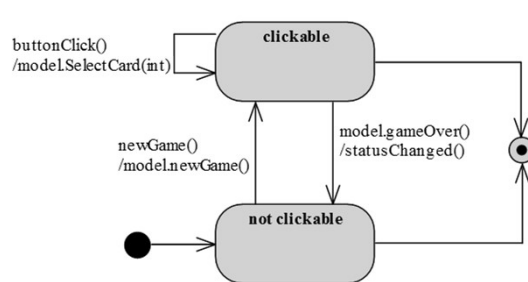 clickable
buttonClick()
/model.SelectCard(int)
model.gameOver()
/statusChanged()
newGame()
/model.newGame()
not clickable